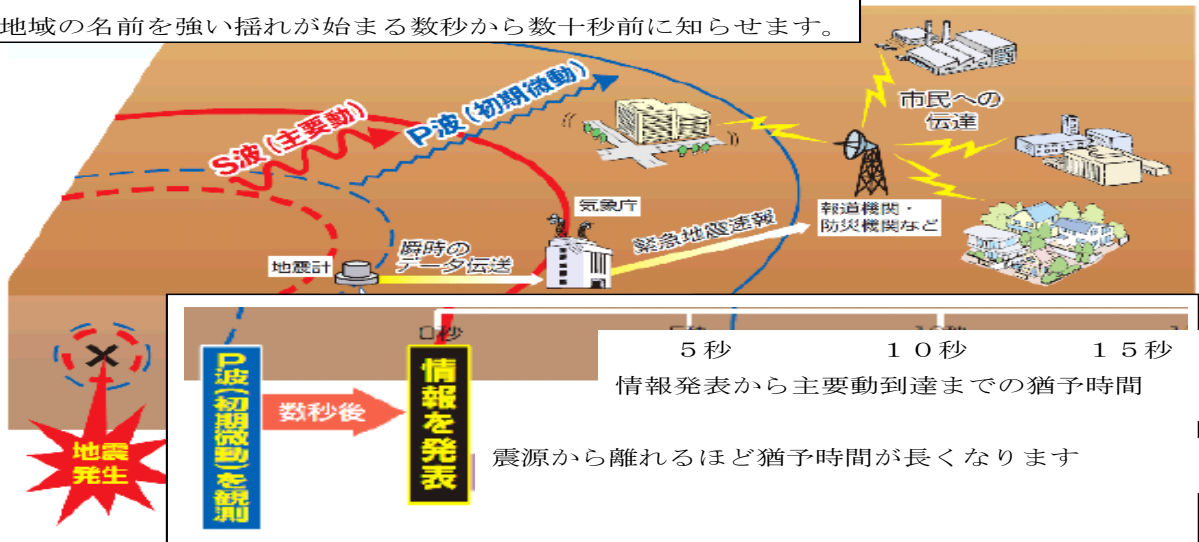 地域の名前を強い揺れが始まる数秒から数十秒前に知らせます。
S波(主要動)
P波(初期微動)
市民への
伝達
報道機関・
防災機関など
気象庁
緊急地震速報
瞬時の
データ伝送
地震計
地震
発生
P波(初期微動)を観測
数秒後
0秒
情報を発表
5秒
10秒
15秒
情報発表から主要動到達までの猶予時間
震源から離れるほど猶予時間が長くなります